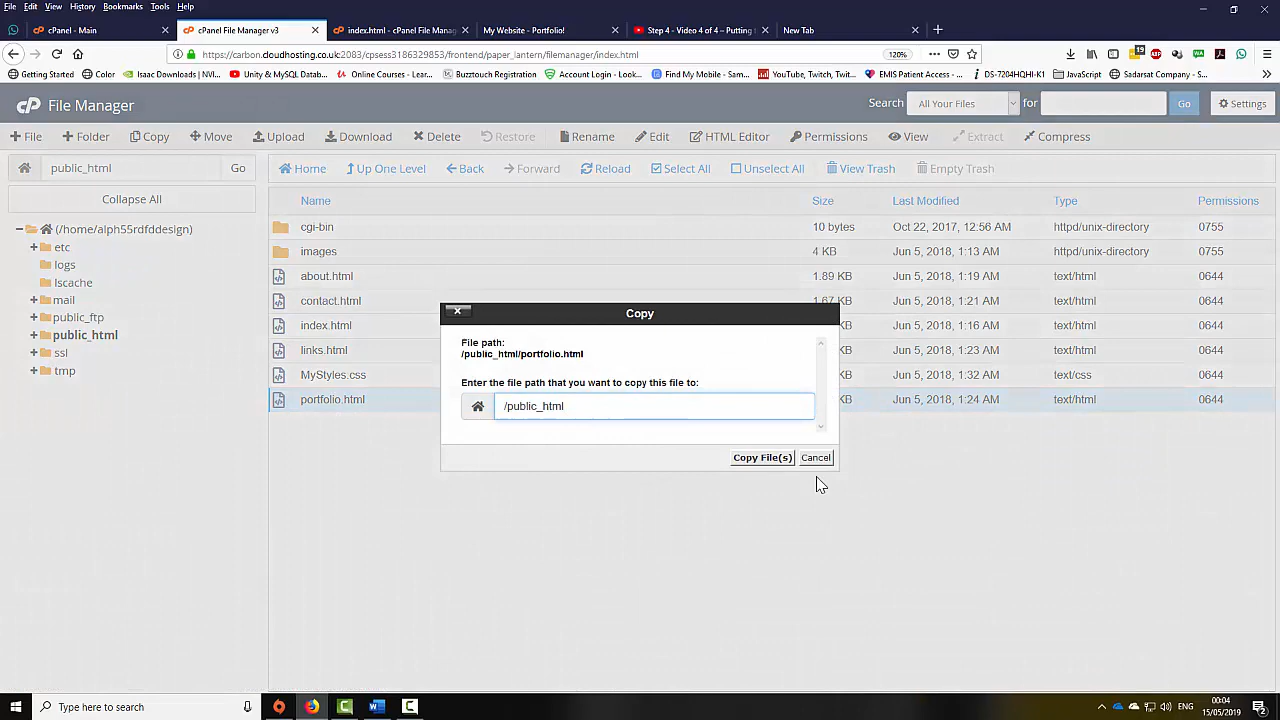 File Edit View History Bookmarks Tools Help
cPanel - Main × cPanel File Manager v3 × index.html - cPanel File Manag... × My Website - Portfolio! × Step 4 - Video 4 of 4 – Putting t × New Tab ×
https://carbon.cloudhosting.co.uk:2083/cpsess3186329853/frontend/paper_lantern/filemanager/index.html 120% 19
Getting Started Color Isaac Downloads | NVI... Unity & MySQL Datab... Online Courses - Lear... Buzztouch Registration Account Login - Look... Find My Mobile - Sam... YouTube, Twitch, Twit... EMIS Patient Access -... DS-7204HQHI-K1 JavaScript Sadarsat Company (St...
cP File Manager Search All Your Files for Go Settings
File Folder Copy Move Upload Download Delete Restore Rename Edit HTML Editor Permissions View Extract Compress
public_html Go Home Up One Level Back Forward Reload Select All Unselect All View Trash Empty Trash
Collapse All
Name Size Last Modified Type Permissions
(/home/alph55rdfddesign)
etc
logs
lscache
mail
public_ftp
public_html
ssl
tmp
cgi-bin 10 bytes Oct 22, 2017, 12:56 AM httpd/unix-directory 0755
images 4 KB Jun 5, 2018, 1:13 AM httpd/unix-directory 0755
about.html 1.89 KB Jun 5, 2018, 1:19 AM text/html 0644
contact.html 1.67 KB Jun 5, 2018, 1:21 AM text/html 0644
index.html Jun 5, 2018, 1:22 AM text/html 0644
links.html Jun 5, 2018, 1:23 AM text/html 0644
MyStyles.css Jun 5, 2018, 1:32 AM text/css 0644
portfolio.html Jun 5, 2018, 1:24 AM text/html 0644
Copy
File path:
/public_html/portfolio.html
Enter the file path that you want to copy this file to:
/public_html
Copy File(s) Cancel
Type here to search
ENG 00:04
15/05/2019